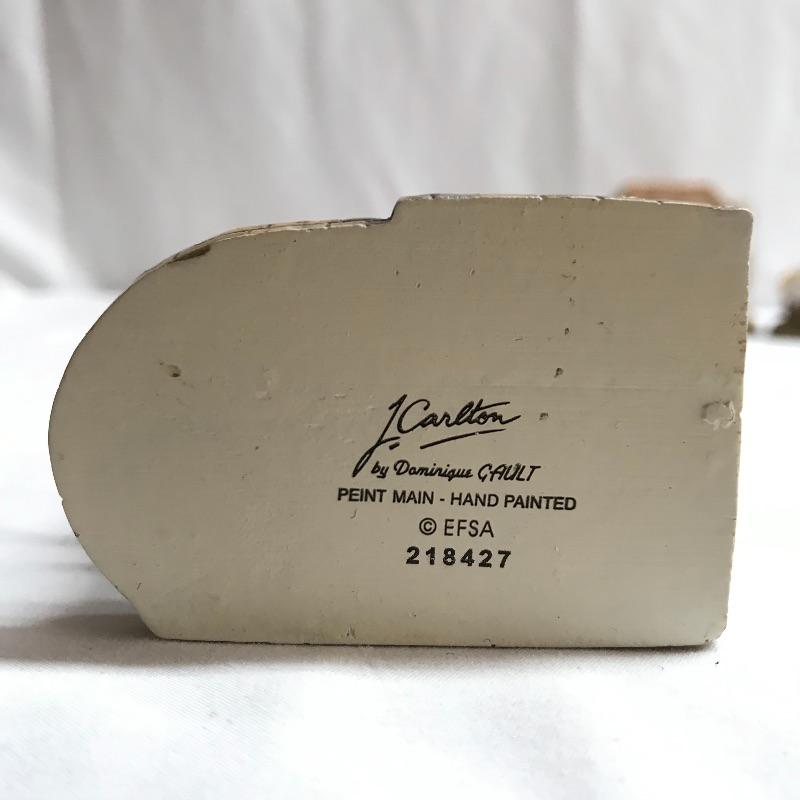 J. Carlton
by Dominique GAULT
PEINT MAIN - HAND PAINTED
© EFSA
218427